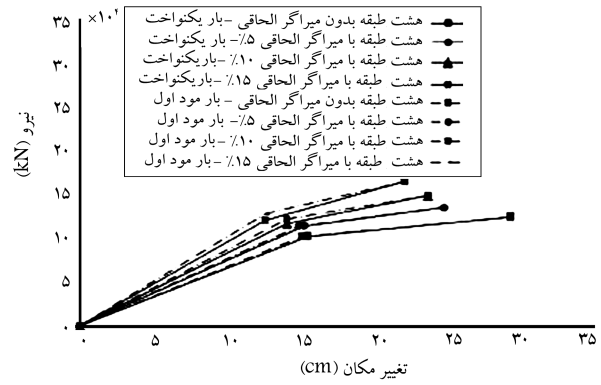 ×۱۰^۴
هشت طبقه بدون میراگر الحاقی -بار یکنواخت
هشت طبقه با میراگر الحاقی ۵٪- بار یکنواخت
هشت طبقه با میراگر الحاقی ۱۰٪ -باریکنواخت
هشت طبقه با میراگر الحاقی ۱۵٪ -باریکنواخت
هشت طبقه بدون میراگر الحاقی - بار مود اول
هشت طبقه با میراگر الحاقی ۵٪ - بار مود اول
هشت طبقه با میراگر الحاقی ۱۰٪ - بار مود اول
هشت طبقه با میراگر الحاقی ۱۵٪ -بار مود اول
۳۵
۳۰
۲۵
۲۰
۱۵
۱۰
۵
۰
نیرو (kN)
۰ ۵ ۱۰ ۱۵ ۲۰ ۲۵ ۳۰ ۳۵
تغییر مکان (cm)